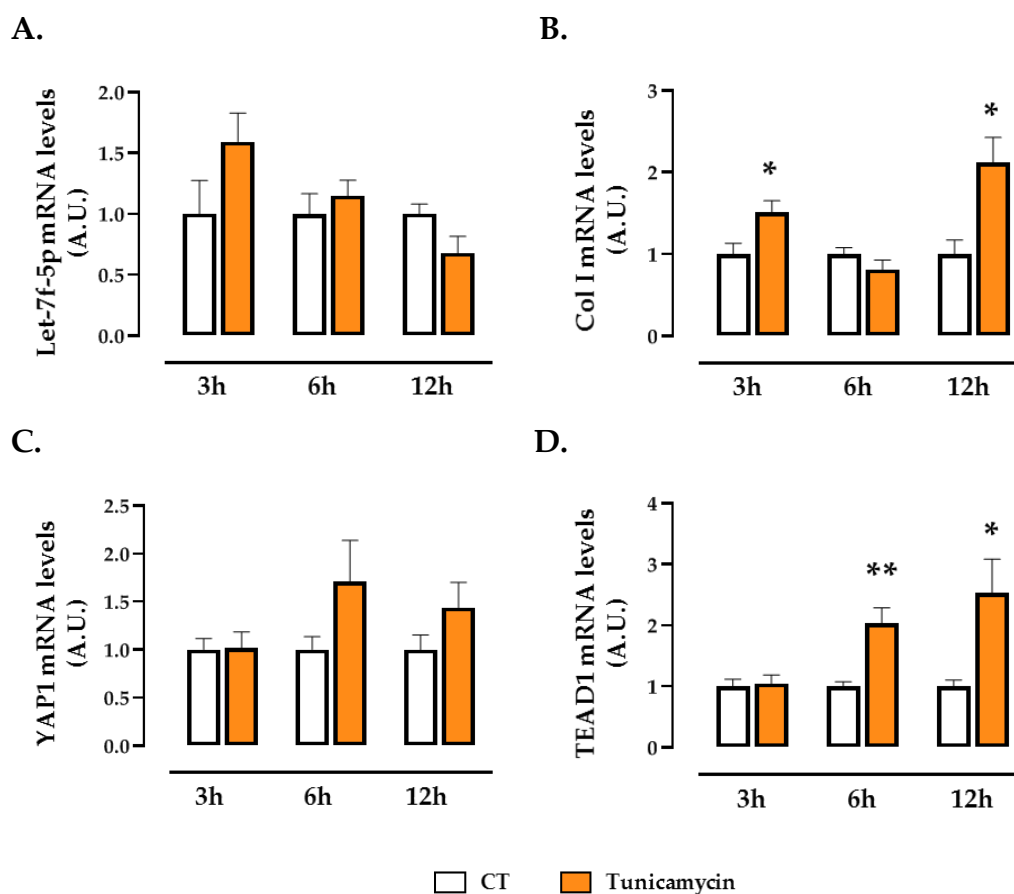 A.
Let-7f-5p mRNA levels
(A.U.)
2.0
1.5
1.0
0.5
0.0
3h 6h 12h
B.
Col I mRNA levels
(A.U.)
3
2
1
0
*
*
3h 6h 12h
C.
YAP1 mRNA levels
(A.U.)
2.5
2.0
1.5
1.0
0.5
0.0
3h 6h 12h
D.
TEAD1 mRNA levels
(A.U.)
4
3
2
1
0
**
*
3h 6h 12h
CT Tunicamycin